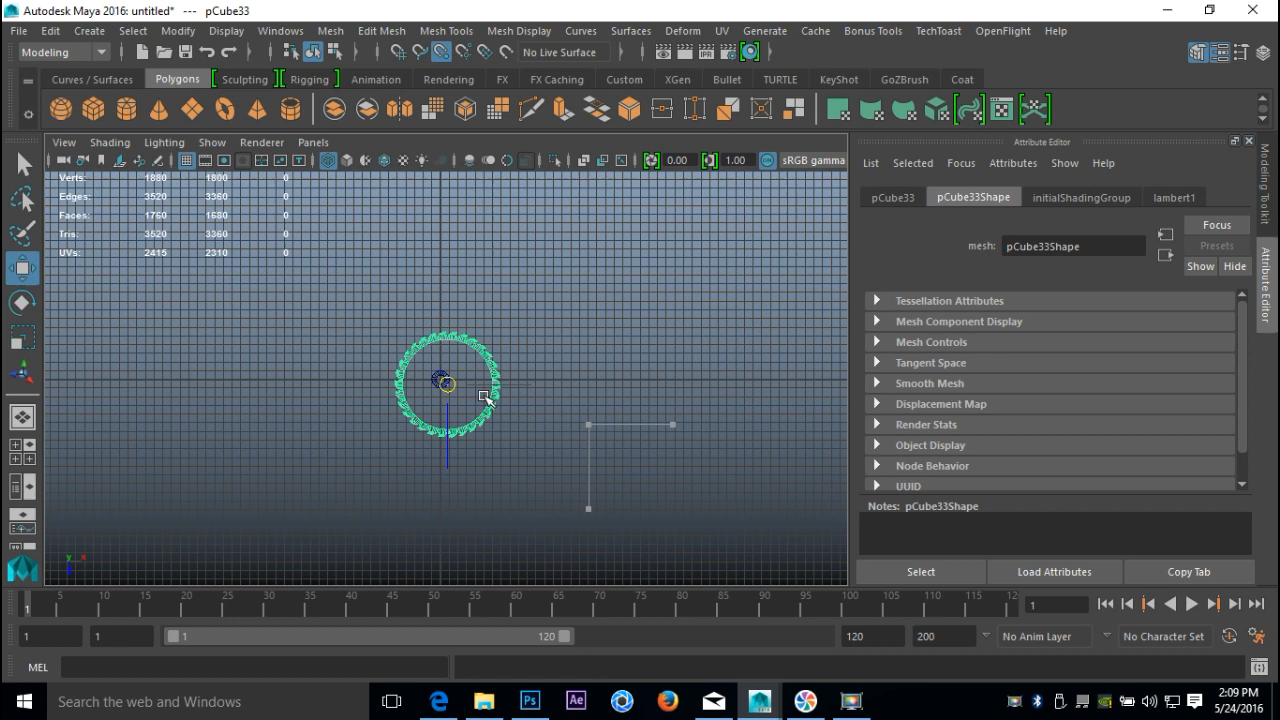 Autodesk Maya 2016: untitled* --- pCube33
File Edit Create Select Modify Display Windows Mesh Edit Mesh Mesh Tools Mesh Display Curves Surfaces Deform UV Generate Cache Bonus Tools TechToast OpenFlight Help
Modeling No Live Surface IPR
Curves / Surfaces Polygons Sculpting Rigging Animation Rendering FX FX Caching Custom XGen Bullet TURTLE KeyShot GoZBrush Coat
View Shading Lighting Show Renderer Panels
0.00 1.00 sRGB gamma
Verts: 1880 1800 0
Edges: 3520 3360 0
Faces: 1760 1680 0
Tris: 3520 3360 0
UVs: 2415 2310 0
y x
Attribute Editor
List Selected Focus Attributes Show Help
pCube33 pCube33Shape initialShadingGroup lambert1
Focus
mesh: pCube33Shape Presets
Show Hide
Tessellation Attributes
Mesh Component Display
Mesh Controls
Tangent Space
Smooth Mesh
Displacement Map
Render Stats
Object Display
Node Behavior
UUID
Notes: pCube33Shape
Select Load Attributes Copy Tab
Modeling Toolkit
Attribute Editor
1 5 10 15 20 25 30 35 40 45 50 55 60 65 70 75 80 85 90 95 100 105 110 115 12 1
1 1 1 120 120 200 No Anim Layer No Character Set
MEL
Search the web and Windows
2:09 PM
5/24/2016